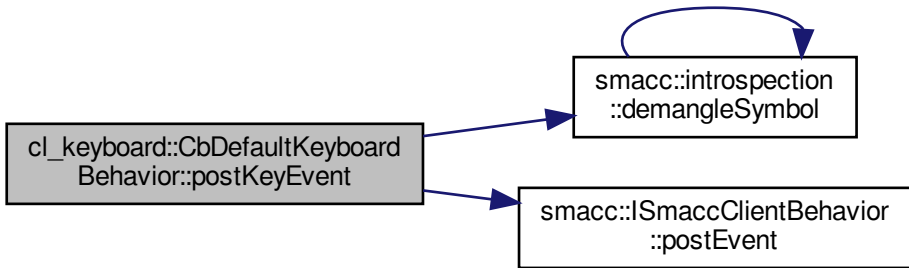 cl_keyboard::CbDefaultKeyboard
Behavior::postKeyEvent
smacc::introspection
::demangleSymbol
smacc::ISmaccClientBehavior
::postEvent